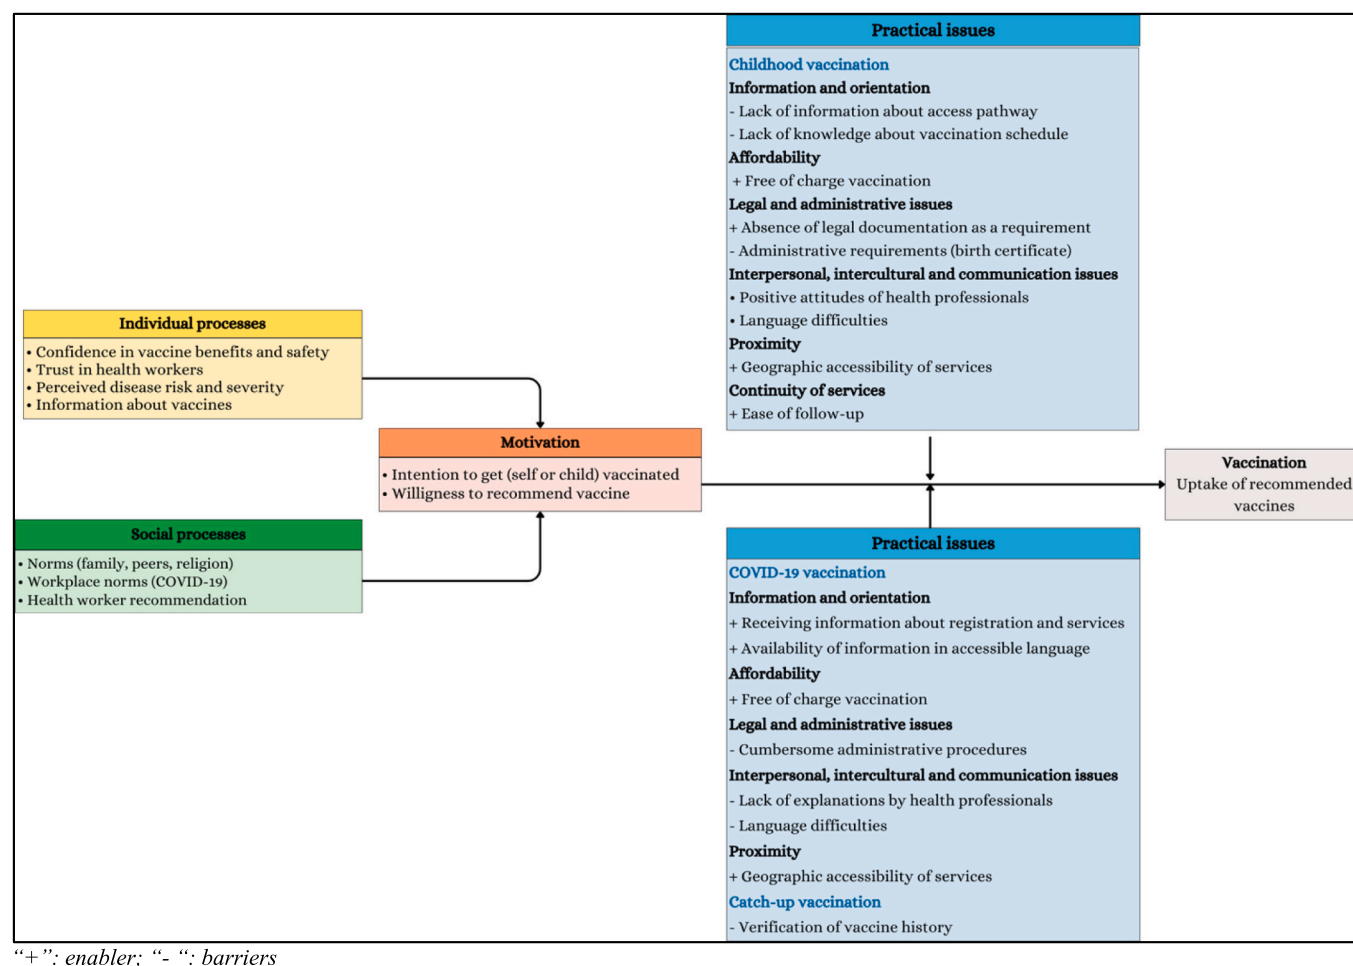 Practical issues
Childhood vaccination
Information and orientation
- Lack of information about access pathway
- Lack of knowledge about vaccination schedule
Affordability
+ Free of charge vaccination
Legal and administrative issues
+ Absence of legal documentation as a requirement
- Administrative requirements (birth certificate)
Interpersonal, intercultural and communication issues
• Positive attitudes of health professionals
• Language difficulties
Proximity
+ Geographic accessibility of services
Continuity of services
+ Ease of follow-up
Individual processes
• Confidence in vaccine benefits and safety
• Trust in health workers
• Perceived disease risk and severity
• Information about vaccines
Motivation
• Intention to get (self or child) vaccinated
• Willigness to recommend vaccine
Social processes
• Norms (family, peers, religion)
• Workplace norms (COVID-19)
• Health worker recommendation
Vaccination
Uptake of recommended
vaccines
Practical issues
COVID-19 vaccination
Information and orientation
+ Receiving information about registration and services
+ Availability of information in accessible language
Affordability
+ Free of charge vaccination
Legal and administrative issues
- Cumbersome administrative procedures
Interpersonal, intercultural and communication issues
- Lack of explanations by health professionals
- Language difficulties
Proximity
+ Geographic accessibility of services
Catch-up vaccination
- Verification of vaccine history
“+”: enabler; “- “: barriers